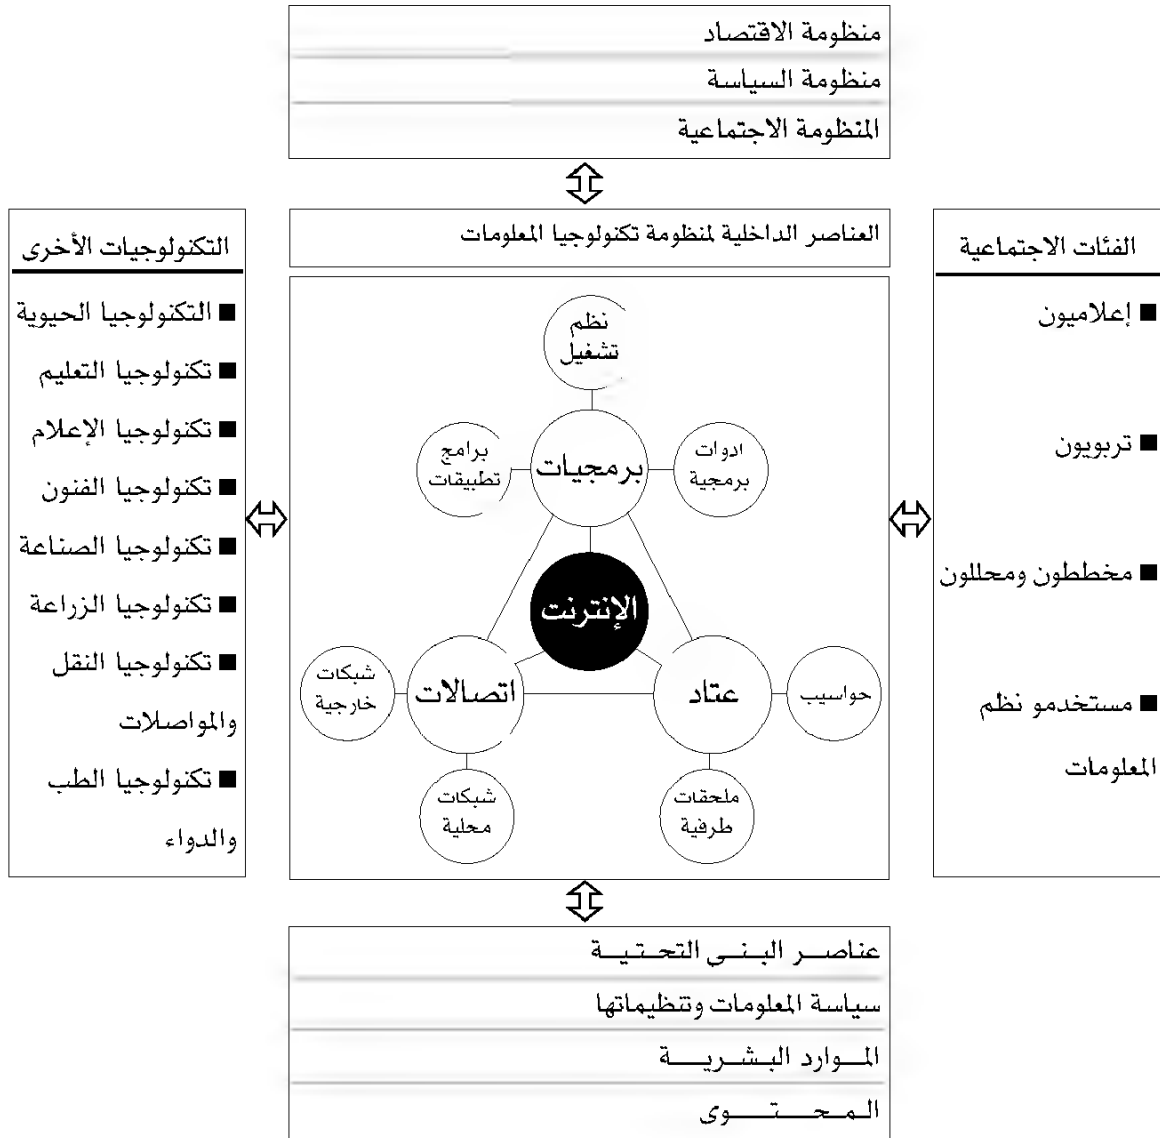 منظومة الاقتصاد
منظومة السياسة
المنظومة الاجتماعية
العناصر الداخلية لمنظومة تكنولوجيا المعلومات
الفئات الاجتماعية
■ إعلاميون
■ تربويون
■ مخططون ومحللون
■ مستخدمو نظم
المعلومات
نظم
تشغيل
ادوات
برمجية
برمجيات
برامج
تطبيقات
الإنترنت
حواسيب
عتاد
اتصالات
شبكات
خارجية
ملحقات
طرفية
شبكات
محلية
التكنولوجيات الأخرى
■ التكنولوجيا الحيوية
■ تكنولوجيا التعليم
■ تكنولوجيا الإعلام
■ تكنولوجيا الفنون
■ تكنولوجيا الصناعة
■ تكنولوجيا الزراعة
■ تكنولوجيا النقل
والمواصلات
■ تكنولوجيا الطب
والدواء
عناصر البنى التحتية
سياسة المعلومات وتنظيماتها
الموارد البشرية
المحتوى